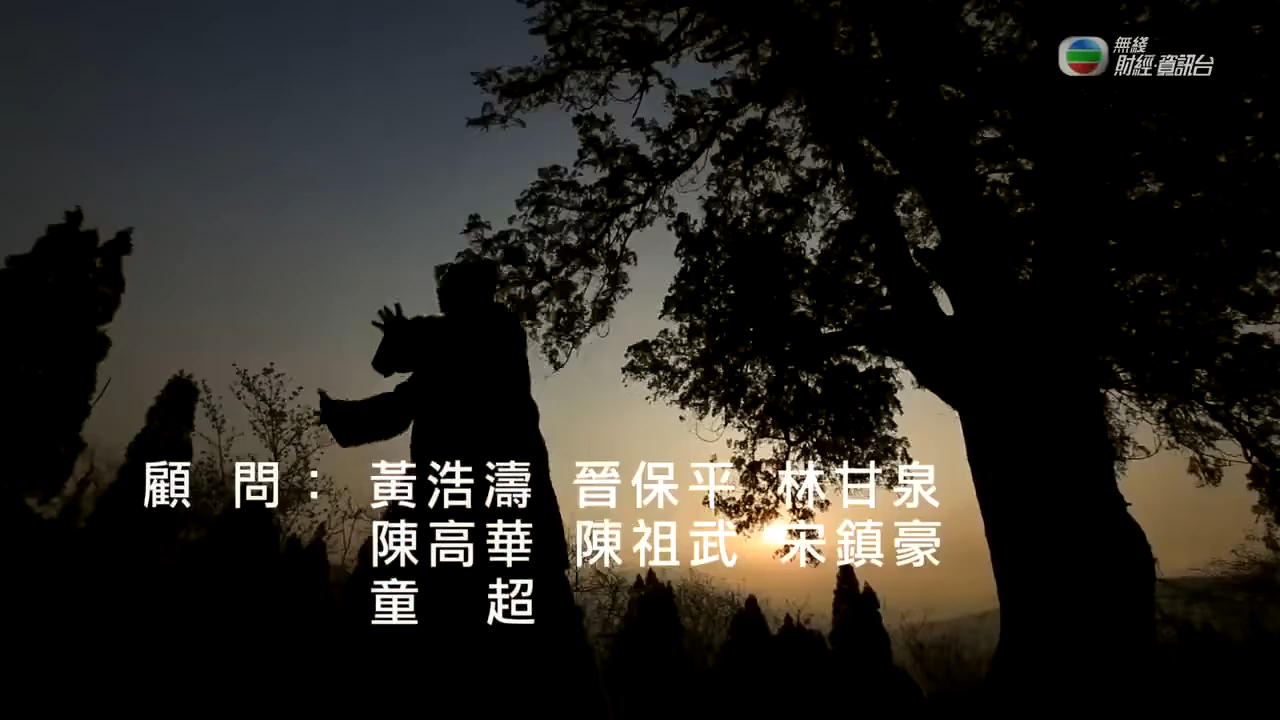 無綫
財經·資訊台
顧 問： 黃浩濤 晉保平 林甘泉
陳高華 陳祖武 宋鎮豪
童 超